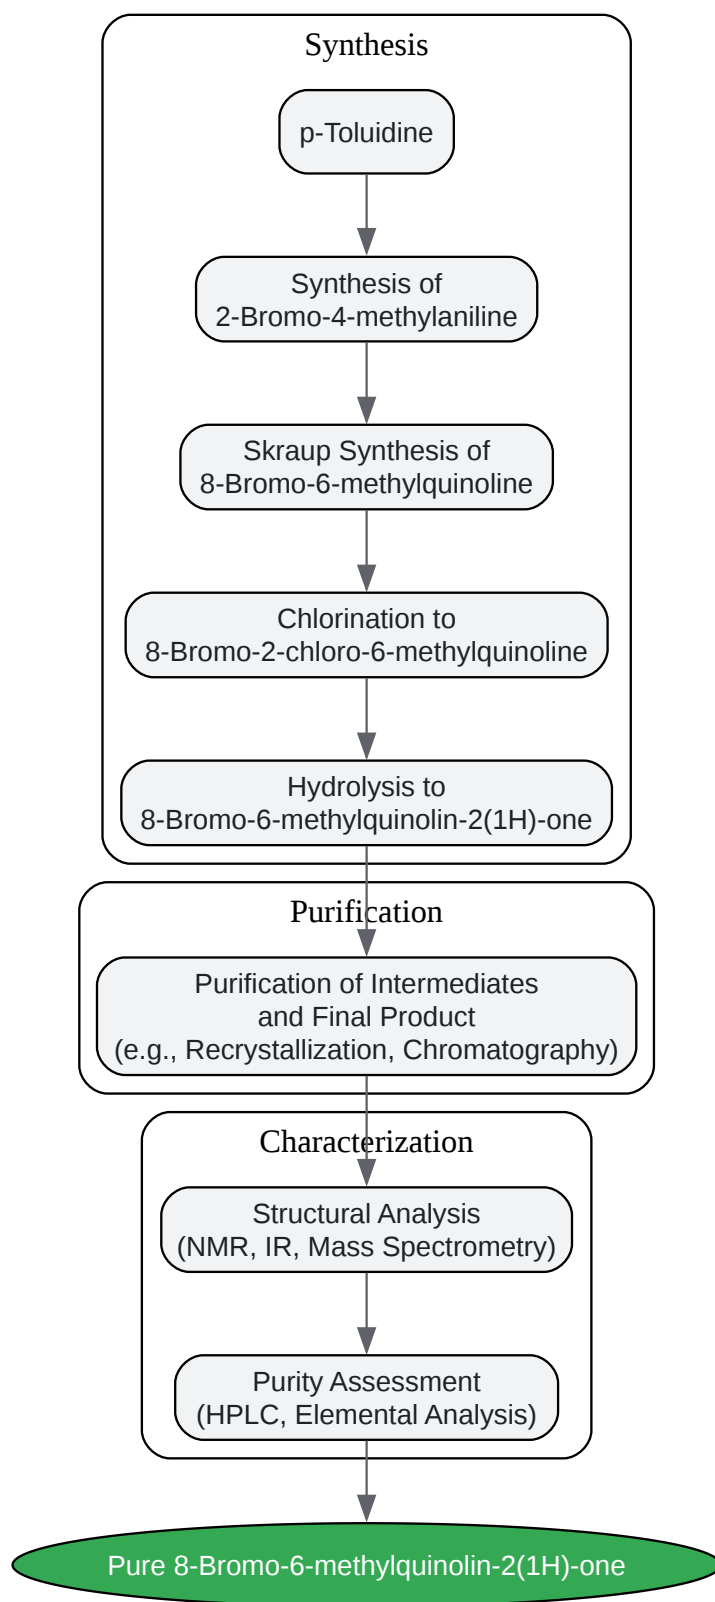 Synthesis
p-Toluidine
Synthesis of
2-Bromo-4-methylaniline
Skraup Synthesis of
8-Bromo-6-methylquinoline
Chlorination to
8-Bromo-2-chloro-6-methylquinoline
Hydrolysis to
8-Bromo-6-methylquinolin-2(1H)-one
Purification
Purification of Intermediates
and Final Product
(e.g., Recrystallization, Chromatography)
Characterization
Structural Analysis
(NMR, IR, Mass Spectrometry)
Purity Assessment
(HPLC, Elemental Analysis)
Pure 8-Bromo-6-methylquinolin-2(1H)-one